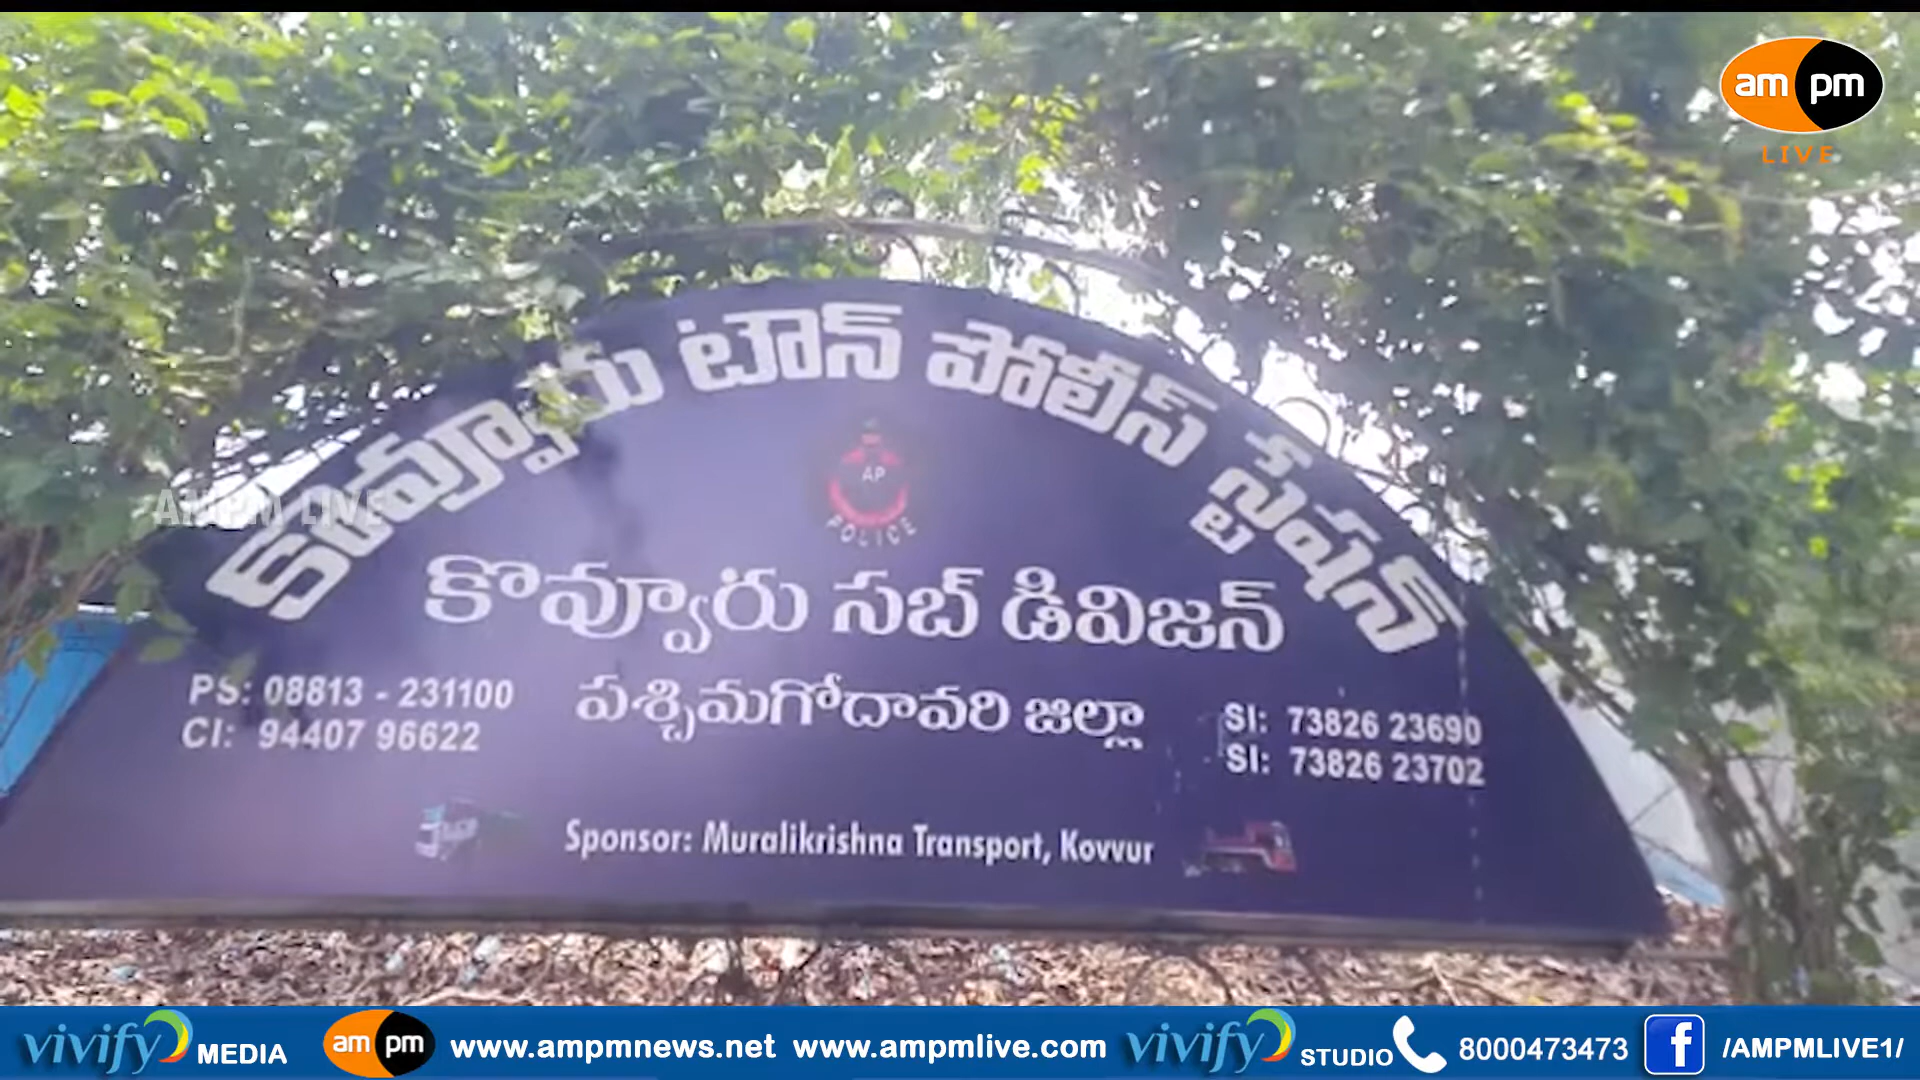 am pm
LIVE
కొవ్వూరు టౌన్ పోలీస్ స్టేషన్
AP
POLICE
AMPM LIVE
కొవ్వూరు సబ్ డివిజన్
PS: 08813 - 231100
CI: 94407 96622
పశ్చిమగోదావరి జిల్లా
SI: 73826 23690
SI: 73826 23702
Sponsor: Muralikrishna Transport, Kovvur
vivify MEDIA am pm www.ampmnews.net www.ampmlive.com vivify STUDIO 8000473473 f /AMPMLIVE1/